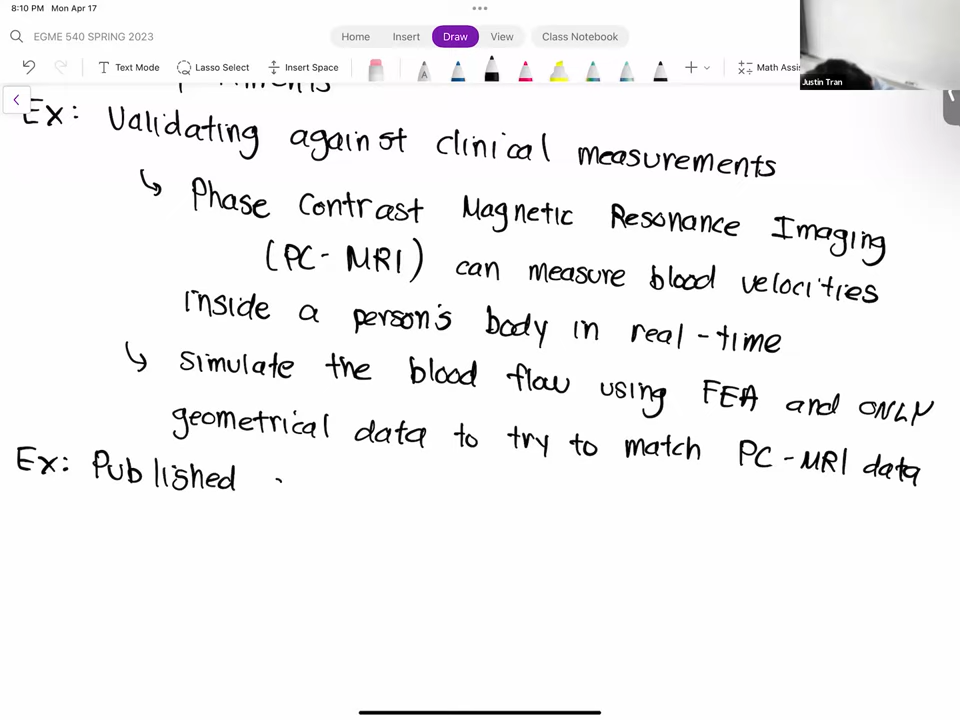 8:10 PM Mon Apr 17
EGME 540 SPRING 2023
Home Insert Draw View Class Notebook
Text Mode Lasso Select Insert Space Math Assis
Justin Tran
Ex: Validating against clinical measurements
↳ Phase Contrast Magnetic Resonance Imaging
(PC-MRI) can measure blood velocities
inside a person's body in real-time
↳ simulate the blood flow using FEA and ONLY
geometrical data to try to match PC-MRI data
Ex: Published